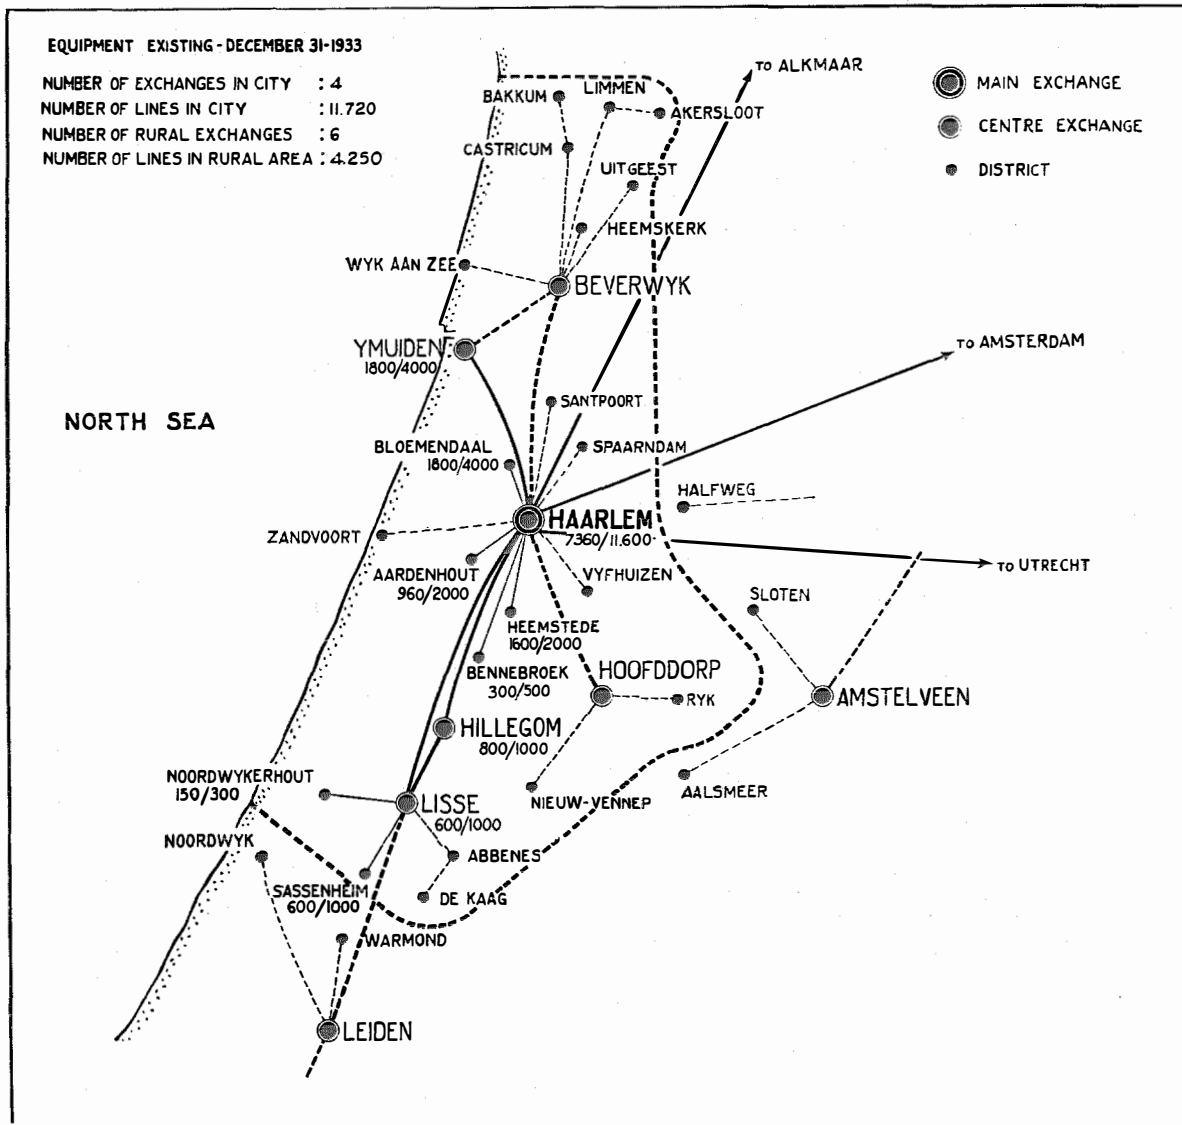 EQUIPMENT EXISTING - DECEMBER 31-1933
NUMBER OF EXCHANGES IN CITY : 4
NUMBER OF LINES IN CITY : 11.720
NUMBER OF RURAL EXCHANGES : 6
NUMBER OF LINES IN RURAL AREA : 4.250
MAIN EXCHANGE
CENTRE EXCHANGE
DISTRICT
TO ALKMAAR
BAKKUM
LIMMEN
AKERSLOOT
CASTRICUM
UITGEEST
HEEMSKERK
WYK AAN ZEE
BEVERWYK
YMUIDEN
1800/4000
TO AMSTERDAM
NORTH SEA
SANTPOORT
BLOEMENDAAL
1800/4000
SPAARNDAM
HALFWEG
HAARLEM
7360/11.600
ZANDVOORT
TO UTRECHT
AARDENHOUT
960/2000
VYFHUIZEN
SLOTEN
HEEMSTEDE
1600/2000
BENNEBROEK
300/500
HOOFDDORP
RYK
AMSTELVEEN
HILLEGOM
800/1000
NOORDWYKERHOUT
150/300
LISSE
600/1000
NIEUW-VENNEP
AALSMEER
NOORDWYK
ABBENES
SASSENHEIM
600/1000
DE KAAG
WARMOND
LEIDEN